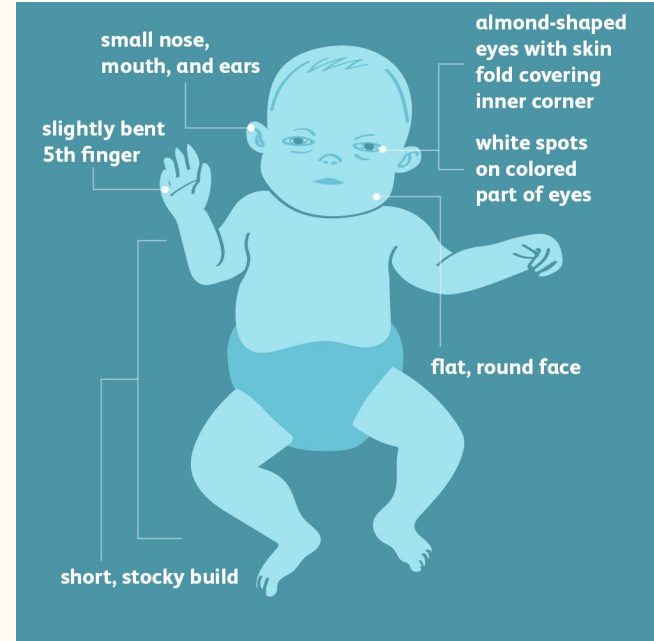 small nose,
mouth, and ears
almond-shaped
eyes with skin
fold covering
inner corner
slightly bent
5th finger
white spots
on colored
part of eyes
flat, round face
short, stocky build